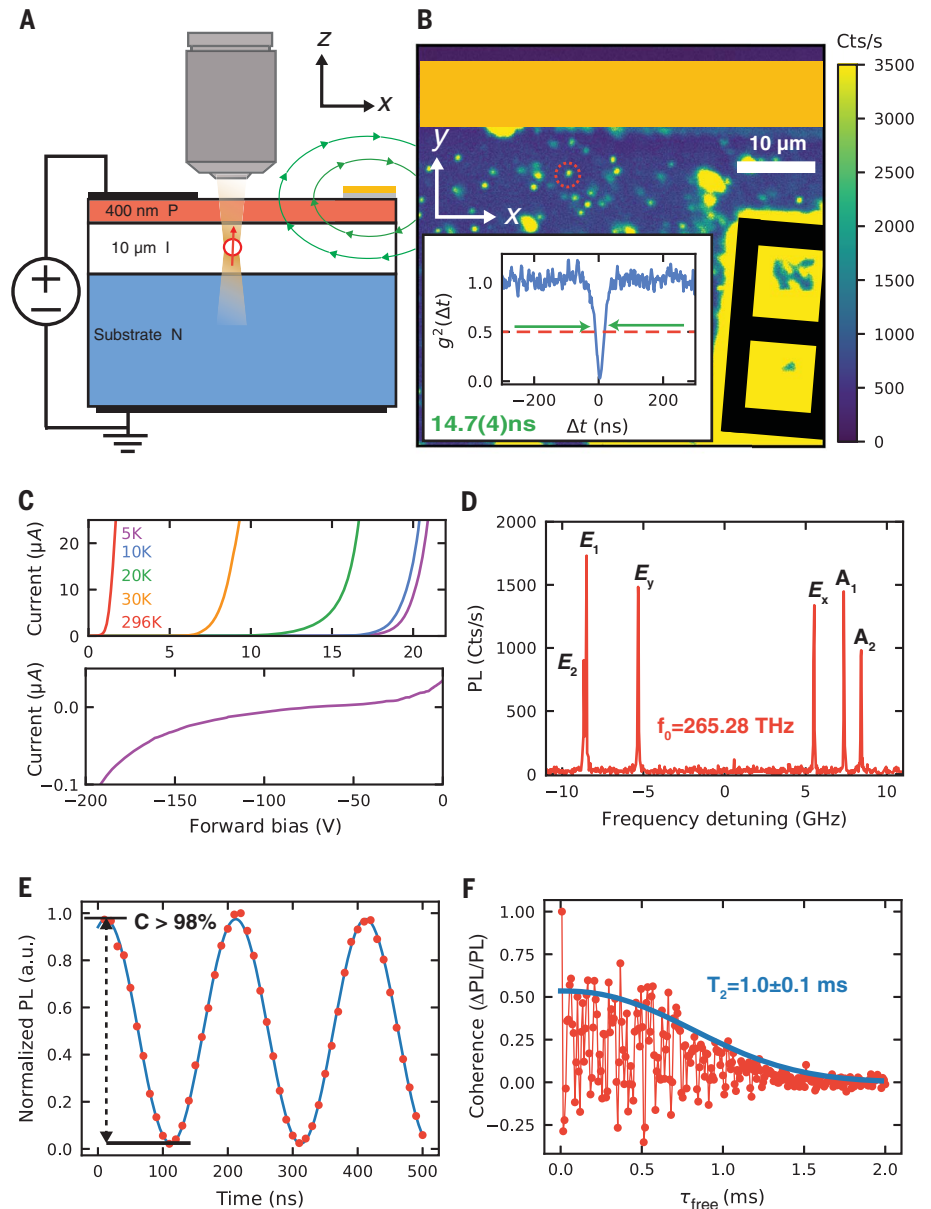 A
z
x
400 nm P
10 µm I
Substrate N
B
Cts/s
3500
3000
2500
2000
1500
1000
500
0
y
x
10 µm
g²(Δt)
1.0
0.5
0.0
−200 0 200
Δt (ns)
14.7(4)ns
C
Current (µA)
20
10
0
5K
10K
20K
30K
296K
0 5 10 15 20
Current (µA)
0.0
−0.1
−200 −150 −100 −50 0
Forward bias (V)
D
PL (Cts/s)
2000
1500
1000
500
0
E₁
E₂
E_y
E_x
A₁
A₂
f₀=265.28 THz
−10 −5 0 5 10
Frequency detuning (GHz)
E
Normalized PL (a.u.)
1.0
0.8
0.6
0.4
0.2
0.0
C > 98%
0 100 200 300 400 500
Time (ns)
F
Coherence (ΔPL/PL)
1.00
0.75
0.50
0.25
0.00
−0.25
T₂=1.0±0.1 ms
0.0 0.5 1.0 1.5 2.0
τ_free (ms)